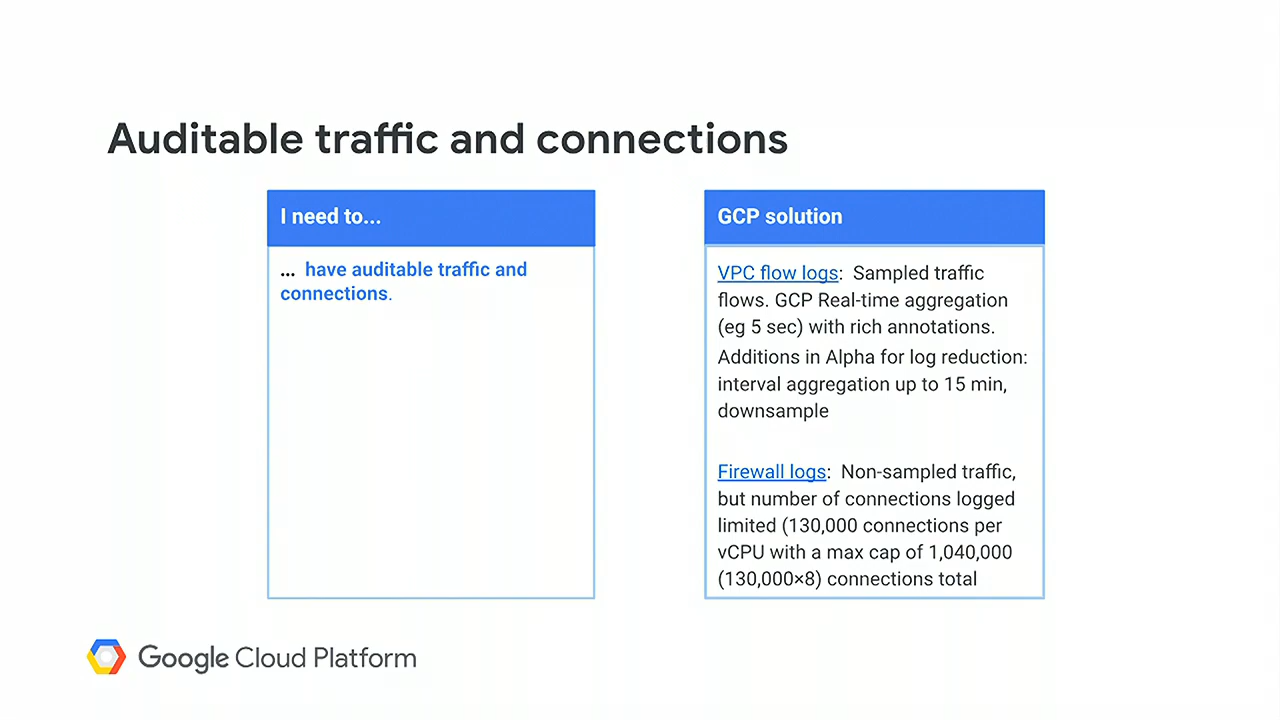 Auditable traffic and connections
I need to...
... have auditable traffic and
connections.
GCP solution
VPC flow logs: Sampled traffic
flows. GCP Real-time aggregation
(eg 5 sec) with rich annotations.
Additions in Alpha for log reduction:
interval aggregation up to 15 min,
downsample
Firewall logs: Non-sampled traffic,
but number of connections logged
limited (130,000 connections per
vCPU with a max cap of 1,040,000
(130,000×8) connections total
Google Cloud Platform